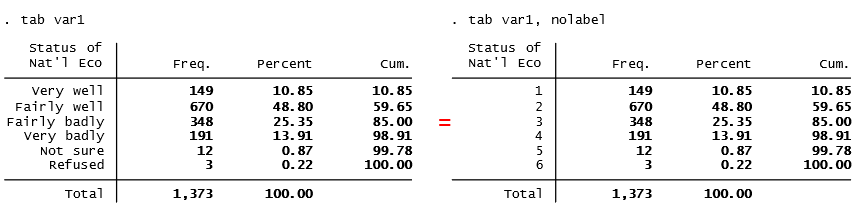 . tab var1
Status of
Nat'l Eco Freq. Percent Cum.
Very well 149 10.85 10.85
Fairly well 670 48.80 59.65
Fairly badly 348 25.35 85.00
Very badly 191 13.91 98.91
Not sure 12 0.87 99.78
Refused 3 0.22 100.00
Total 1,373 100.00
=
. tab var1, nolabel
Status of
Nat'l Eco Freq. Percent Cum.
1 149 10.85 10.85
2 670 48.80 59.65
3 348 25.35 85.00
4 191 13.91 98.91
5 12 0.87 99.78
6 3 0.22 100.00
Total 1,373 100.00